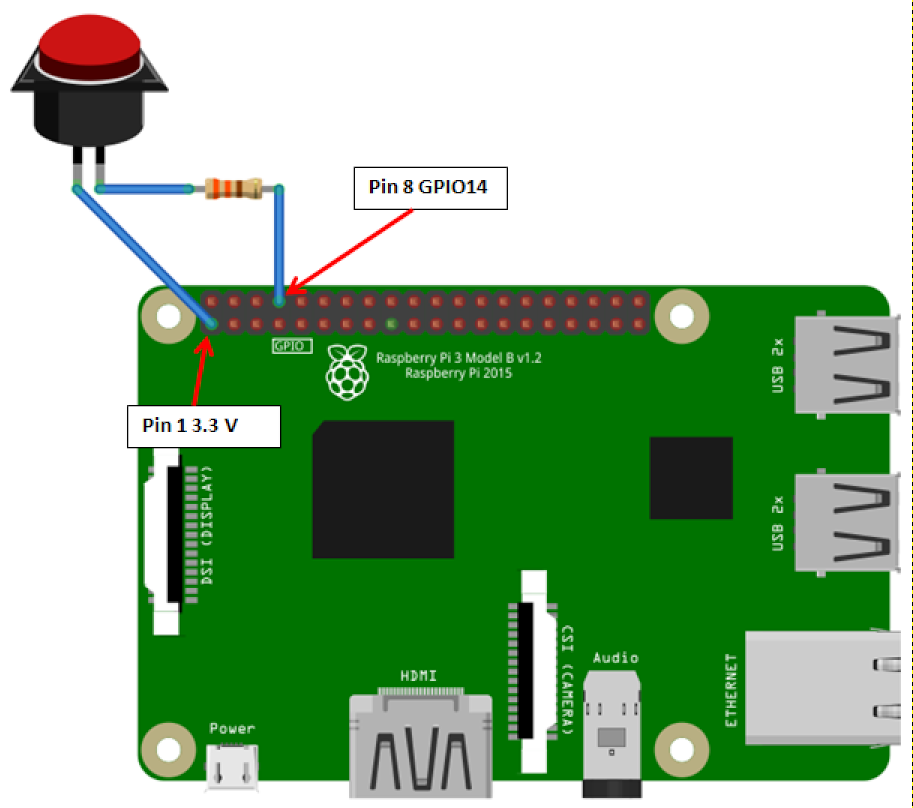 Pin 8 GPIO14
GPIO
Raspberry Pi 3 Model B v1.2
Raspberry Pi 2015
USB 2x
Pin 1 3.3 V
DSI (DISPLAY)
USB 2x
CSI (CAMERA)
Audio
ETHERNET
HDMI
Power